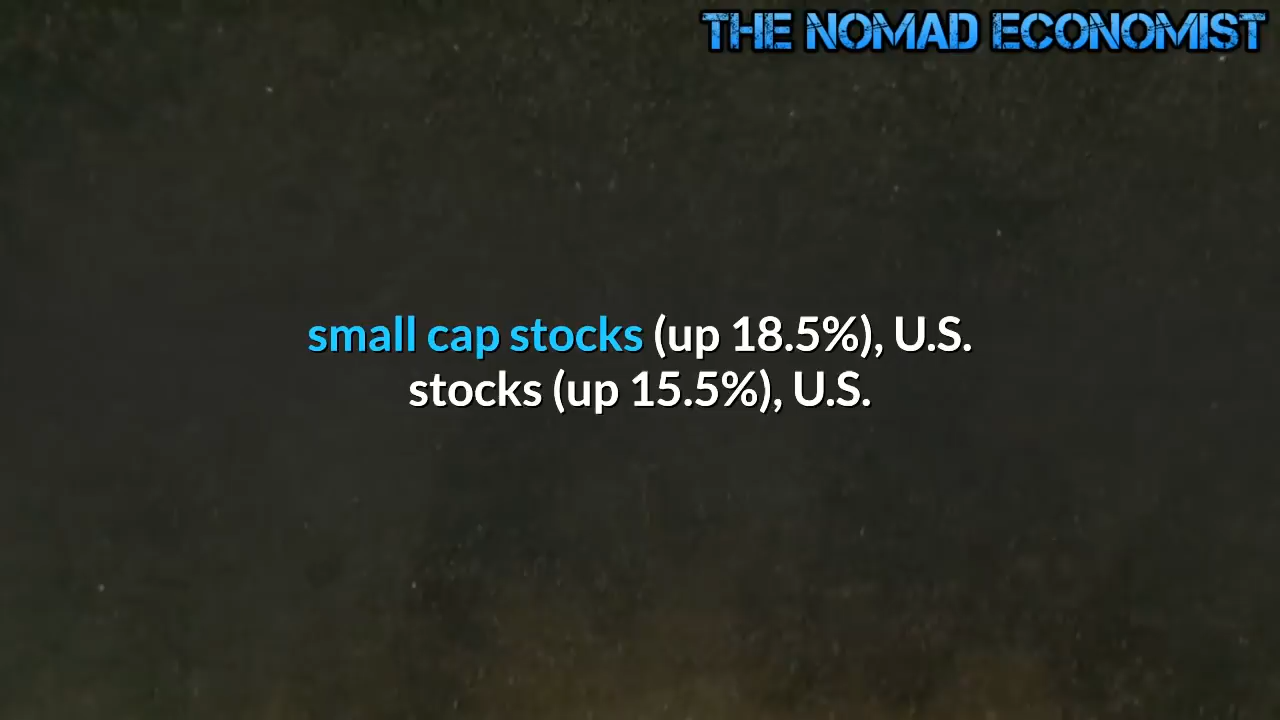 THE NOMAD ECONOMIST
small cap stocks (up 18.5%), U.S.
stocks (up 15.5%), U.S.